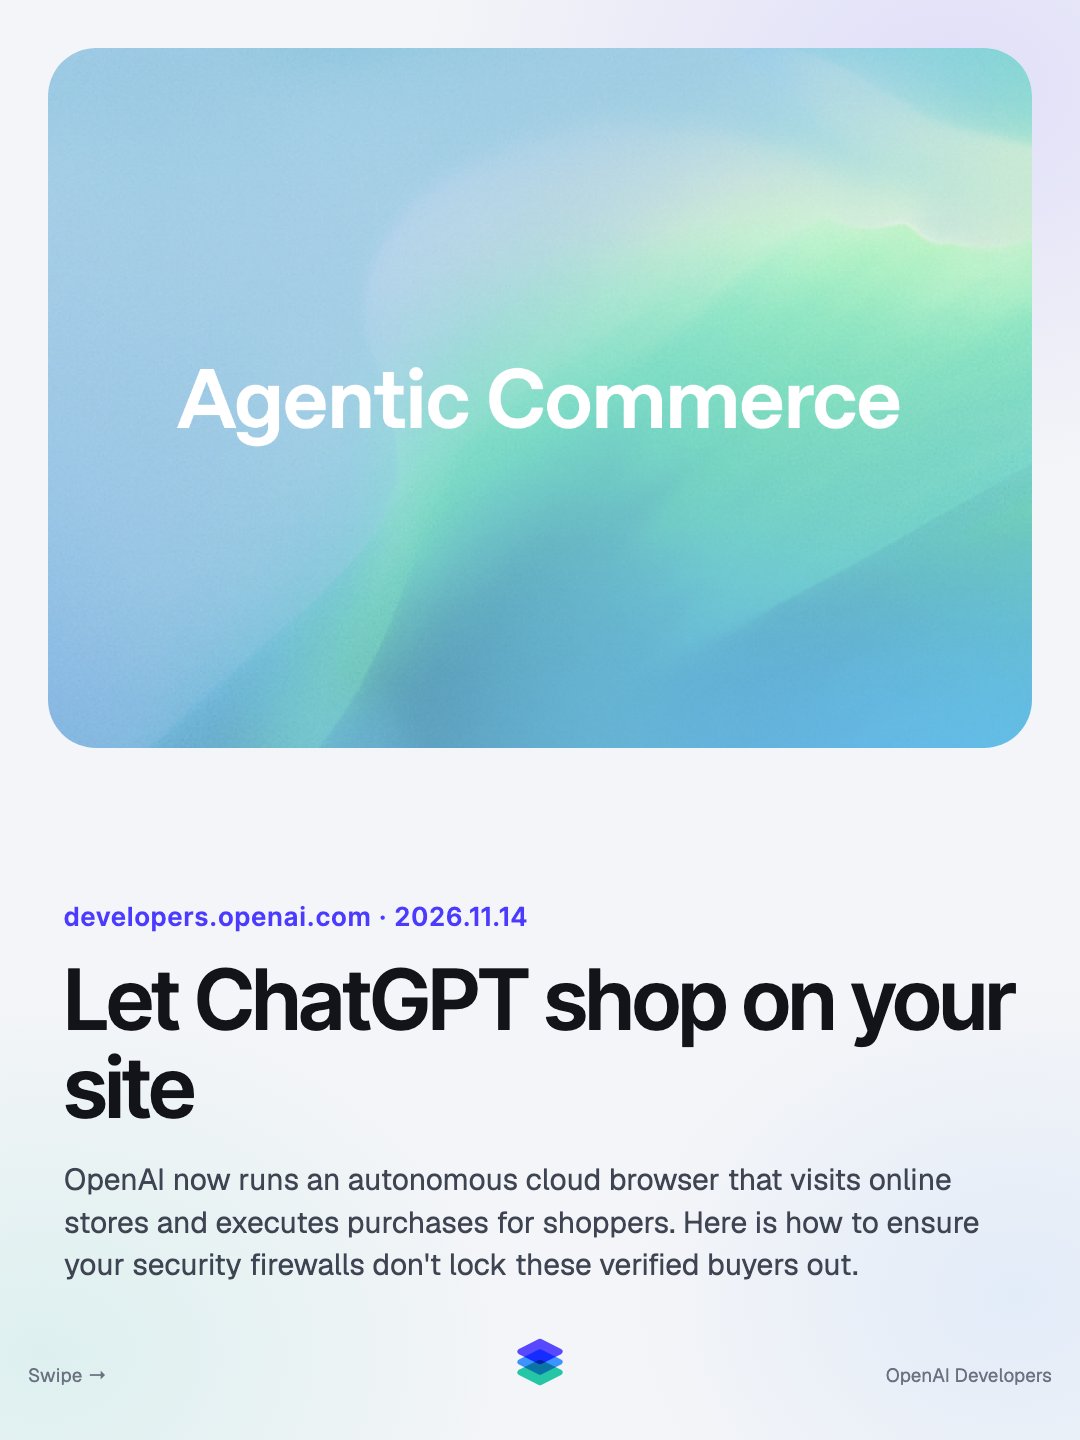 Agentic Commerce
developers.openai.com · 2026.11.14
Let ChatGPT shop on your
site
OpenAI now runs an autonomous cloud browser that visits online
stores and executes purchases for shoppers. Here is how to ensure
your security firewalls don't lock these verified buyers out.
Swipe →
OpenAI Developers